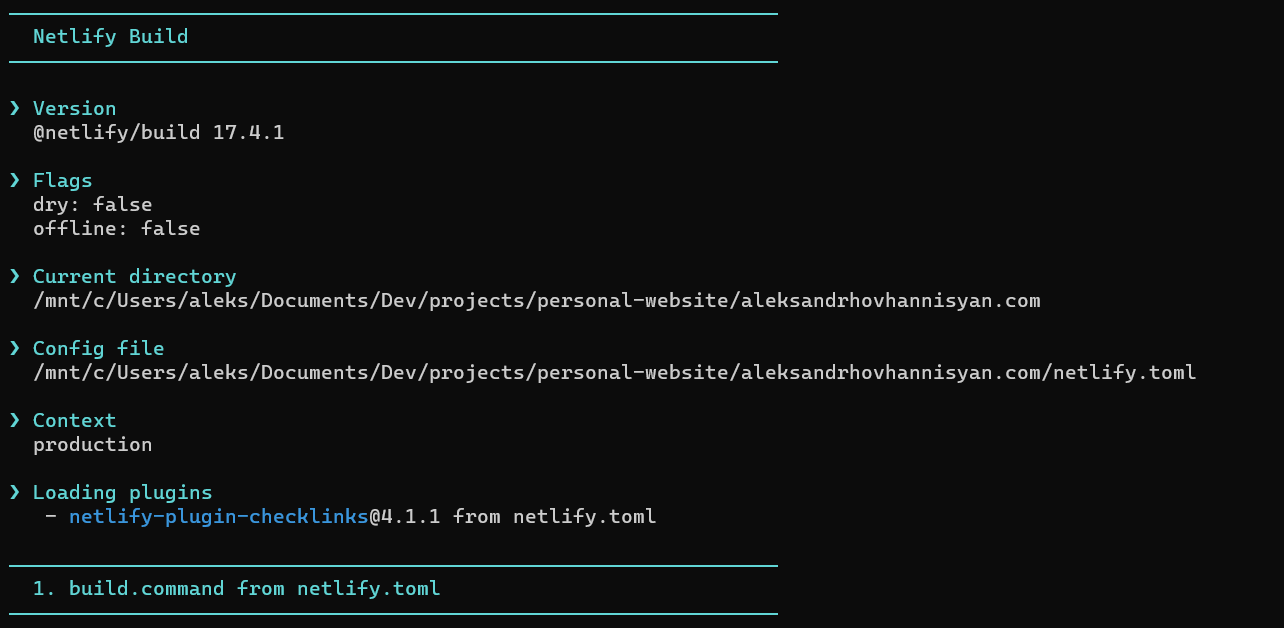 Netlify Build
❯ Version
@netlify/build 17.4.1
❯ Flags
dry: false
offline: false
❯ Current directory
/mnt/c/Users/aleks/Documents/Dev/projects/personal-website/aleksandrhovhannisyan.com
❯ Config file
/mnt/c/Users/aleks/Documents/Dev/projects/personal-website/aleksandrhovhannisyan.com/netlify.toml
❯ Context
production
❯ Loading plugins
- netlify-plugin-checklinks@4.1.1 from netlify.toml
1. build.command from netlify.toml